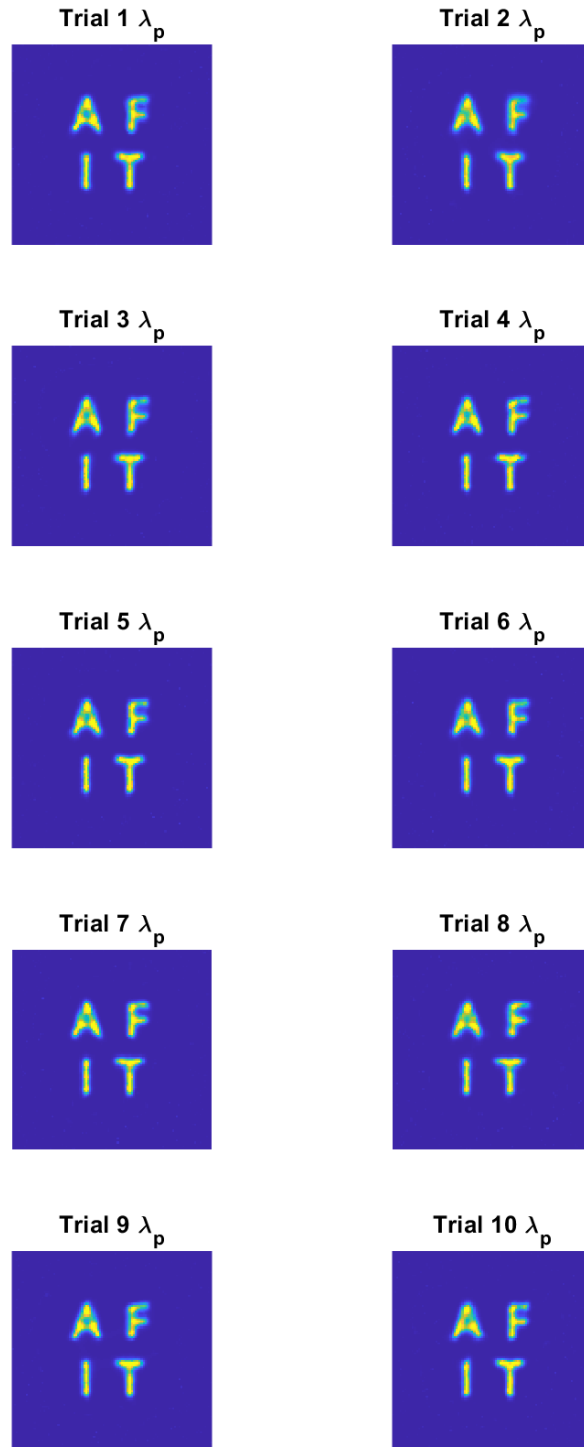 Trial 1 λp
Trial 2 λp
A F
I T
A F
I T
Trial 3 λp
Trial 4 λp
A F
I T
A F
I T
Trial 5 λp
Trial 6 λp
A F
I T
A F
I T
Trial 7 λp
Trial 8 λp
A F
I T
A F
I T
Trial 9 λp
Trial 10 λp
A F
I T
A F
I T